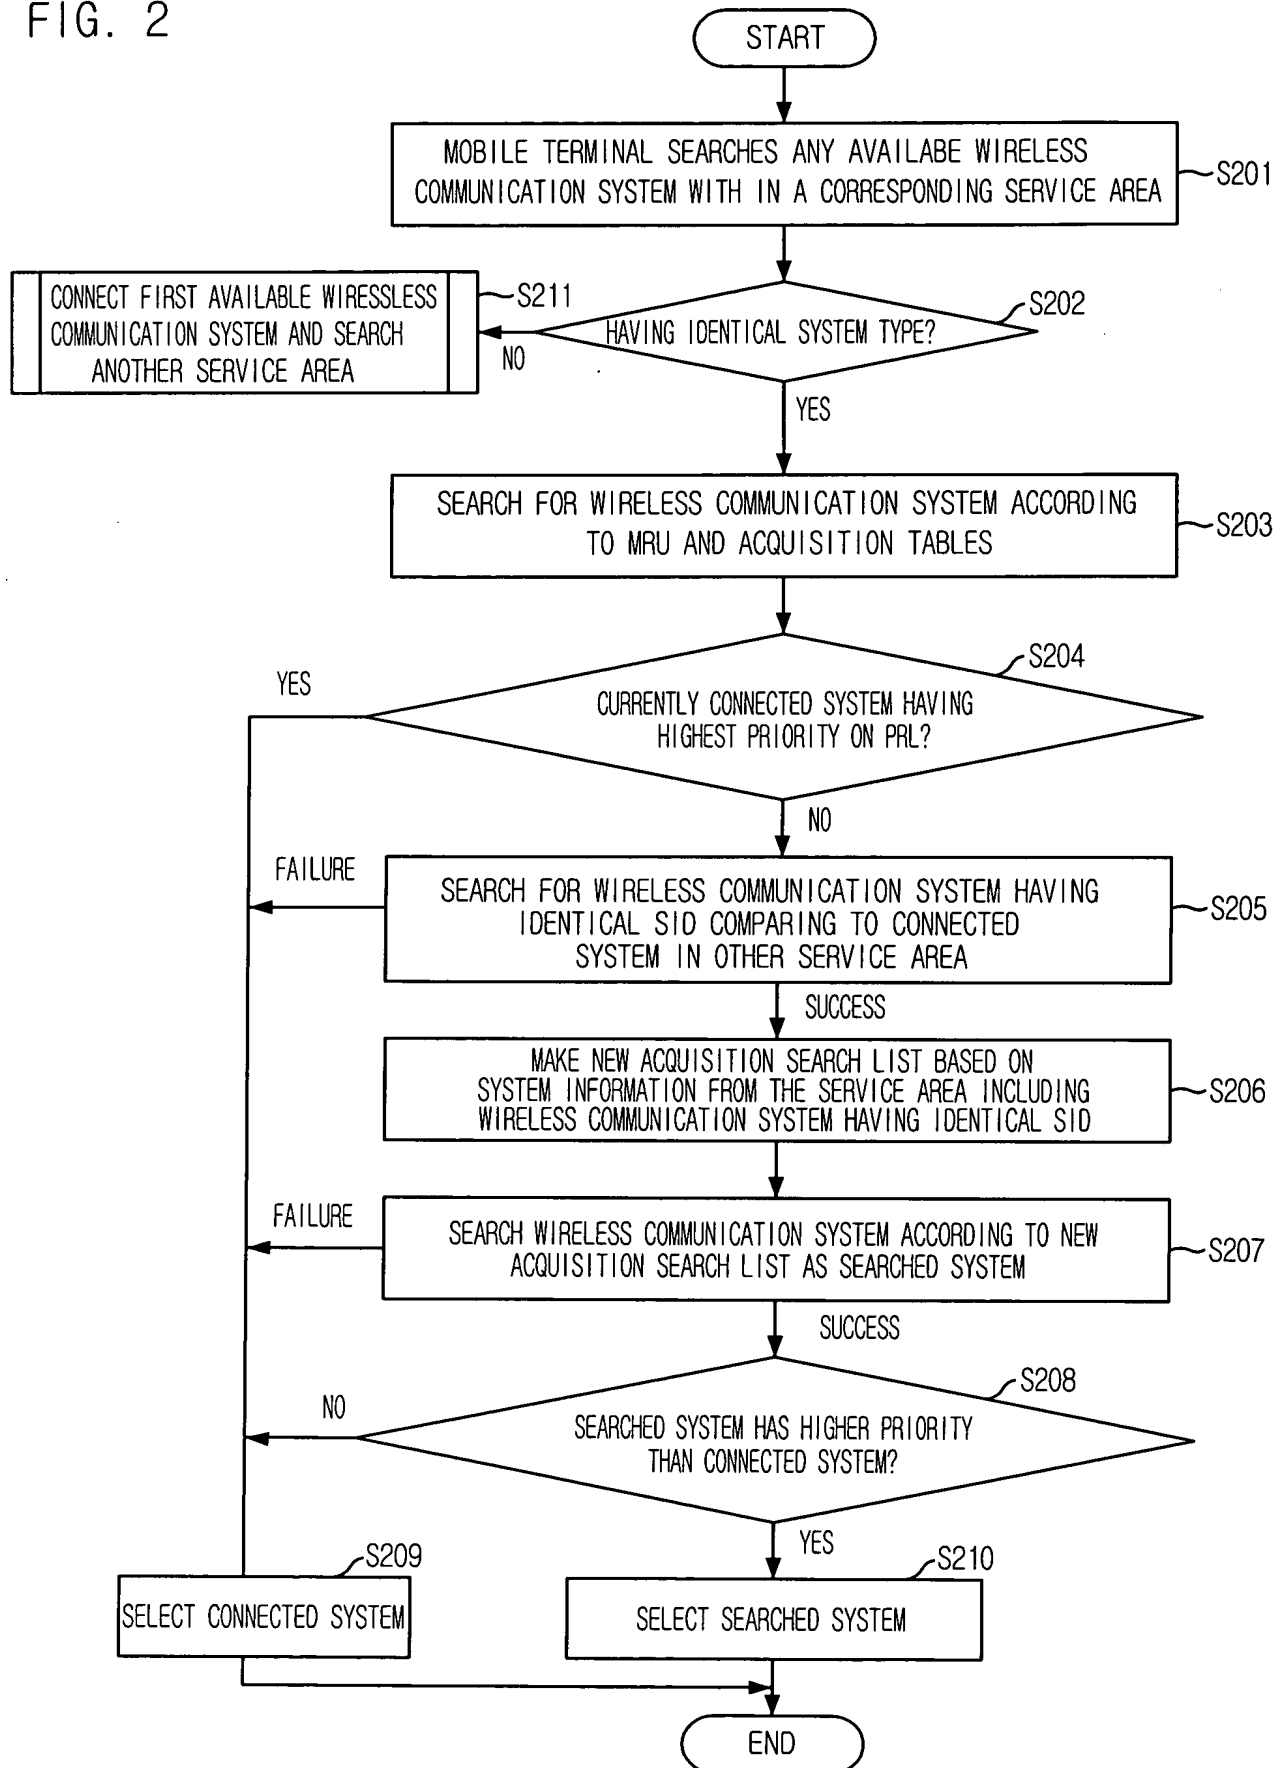 FIG. 2
START
MOBILE TERMINAL SEARCHES ANY AVAILABE WIRELESS
COMMUNICATION SYSTEM WITH IN A CORRESPONDING SERVICE AREA
S201
CONNECT FIRST AVAILABLE WIRESSLESS
COMMUNICATION SYSTEM AND SEARCH
ANOTHER SERVICE AREA
S211
HAVING IDENTICAL SYSTEM TYPE?
S202
NO
YES
SEARCH FOR WIRELESS COMMUNICATION SYSTEM ACCORDING
TO MRU AND ACQUISITION TABLES
S203
CURRENTLY CONNECTED SYSTEM HAVING
HIGHEST PRIORITY ON PRL?
S204
YES
NO
SEARCH FOR WIRELESS COMMUNICATION SYSTEM HAVING
IDENTICAL SID COMPARING TO CONNECTED
SYSTEM IN OTHER SERVICE AREA
S205
FAILURE
SUCCESS
MAKE NEW ACQUISITION SEARCH LIST BASED ON
SYSTEM INFORMATION FROM THE SERVICE AREA INCLUDING
WIRELESS COMMUNICATION SYSTEM HAVING IDENTICAL SID
S206
SEARCH WIRELESS COMMUNICATION SYSTEM ACCORDING TO NEW
ACQUISITION SEARCH LIST AS SEARCHED SYSTEM
S207
FAILURE
SUCCESS
SEARCHED SYSTEM HAS HIGHER PRIORITY
THAN CONNECTED SYSTEM?
S208
NO
YES
SELECT CONNECTED SYSTEM
S209
SELECT SEARCHED SYSTEM
S210
END